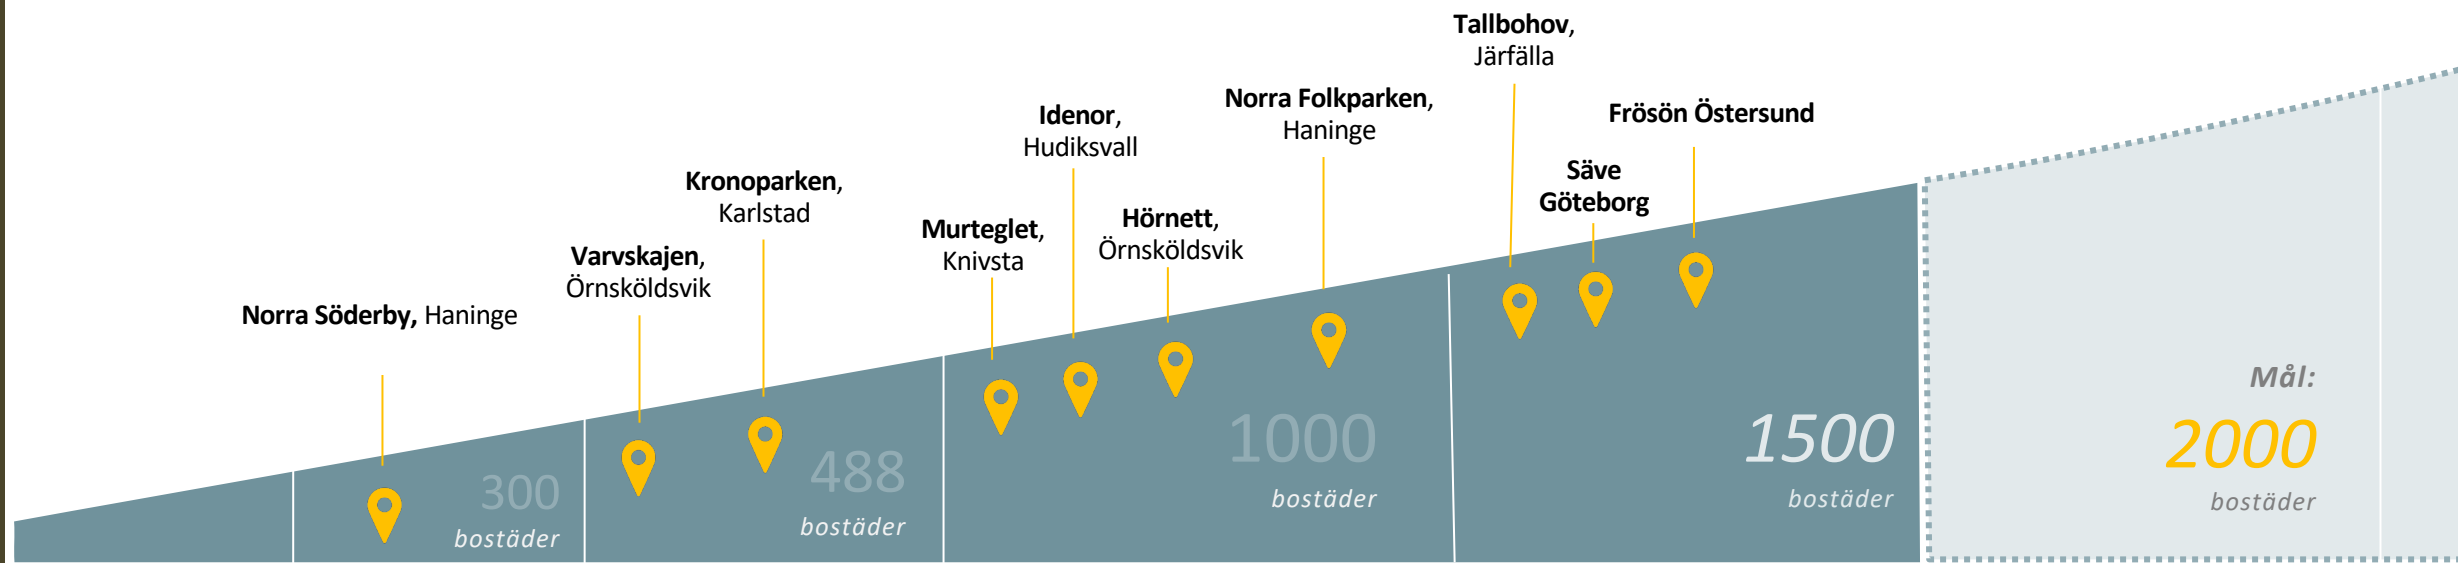 Norra Söderby, Haninge
300
bostäder
Varvskajen,
Örnsköldsvik
Kronoparken,
Karlstad
488
bostäder
Murteglet,
Knivsta
Idenor,
Hudiksvall
Hörnett,
Örnsköldsvik
Norra Folkparken,
Haninge
1000
bostäder
Tallbohov,
Järfälla
Säve
Göteborg
Frösön Östersund
1500
bostäder
Mål:
2000
bostäder